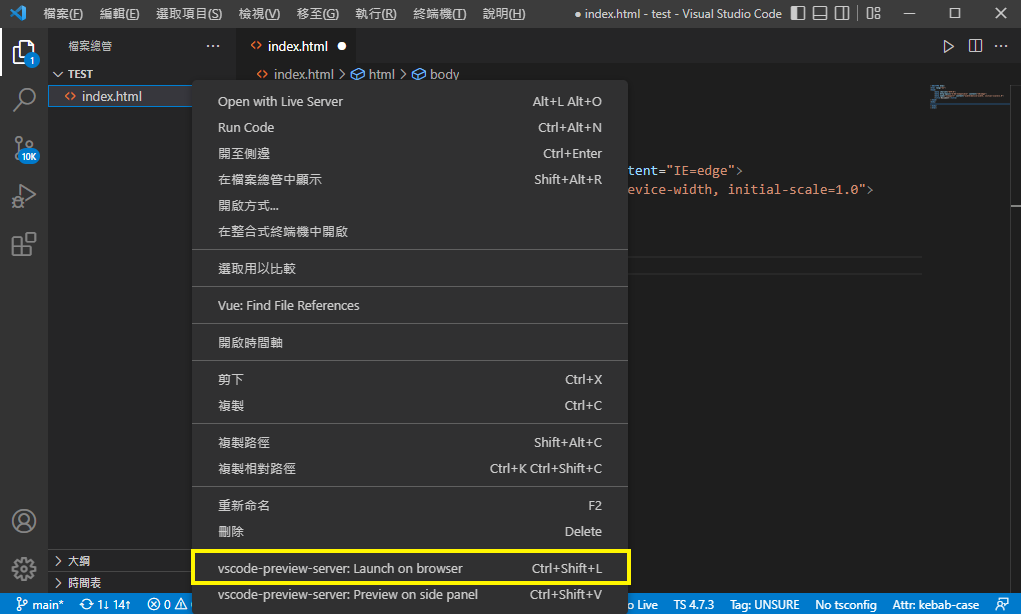 檔案(F) 編輯(E) 選取項目(S) 檢視(V) 移至(G) 執行(R) 終端機(T) 說明(H) ● index.html - test - Visual Studio Code
檔案總管 ··· <> index.html ●
TEST <> index.html > html > body
<> index.html
1
10K
Open with Live Server Alt+L Alt+O
Run Code Ctrl+Alt+N
開至側邊 Ctrl+Enter
在檔案總管中顯示 Shift+Alt+R
開啟方式...
在整合式終端機中開啟
選取用以比較
Vue: Find File References
開啟時間軸
剪下 Ctrl+X
複製 Ctrl+C
複製路徑 Shift+Alt+C
複製相對路徑 Ctrl+K Ctrl+Shift+C
重新命名 F2
刪除 Delete
vscode-preview-server: Launch on browser Ctrl+Shift+L
vscode-preview-server: Preview on side panel Ctrl+Shift+V
tent="IE=edge">
evice-width, initial-scale=1.0">
大綱
時間表
main* 1↓ 14↑ 0 o Live TS 4.7.3 Tag: UNSURE No tsconfig Attr: kebab-case